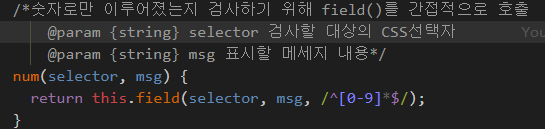 /*숫자로만 이루어졌는지 검사하기 위해 field()를 간접적으로 호출
@param {string} selector 검사할 대상의 CSS선택자 You
@param {string} msg 표시할 메세지 내용*/
num(selector, msg) {
return this.field(selector, msg, /^[0-9]*$/);
}